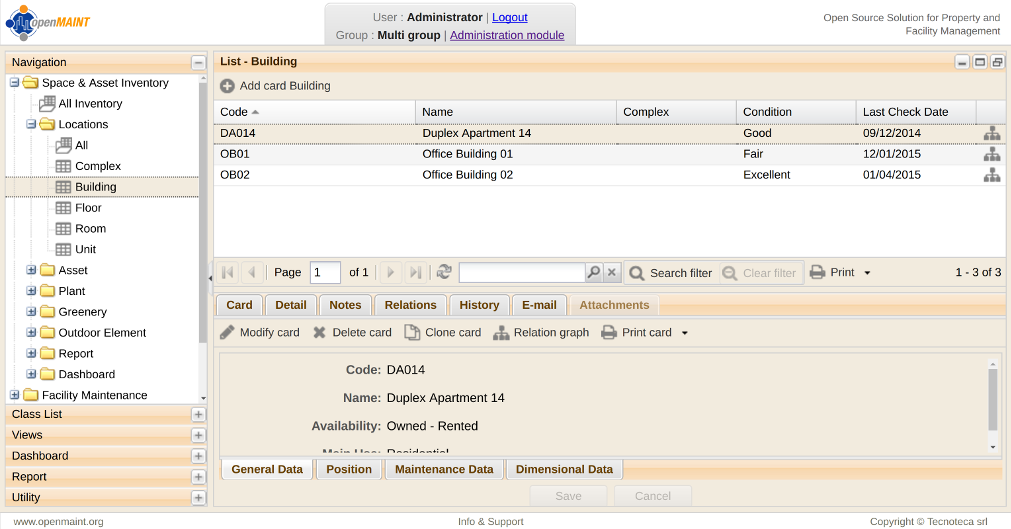 openMAINT
User : Administrator | Logout
Group : Multi group | Administration module
Open Source Solution for Property and
Facility Management
Navigation
Space & Asset Inventory
All Inventory
Locations
All
Complex
Building
Floor
Room
Unit
Asset
Plant
Greenery
Outdoor Element
Report
Dashboard
Facility Maintenance
Class List
Views
Dashboard
Report
Utility
List - Building
Add card Building
Code Name Complex Condition Last Check Date
DA014 Duplex Apartment 14 Good 09/12/2014
OB01 Office Building 01 Fair 12/01/2015
OB02 Office Building 02 Excellent 01/04/2015
Page 1 of 1 Search filter Clear filter Print 1 - 3 of 3
Card Detail Notes Relations History E-mail Attachments
Modify card Delete card Clone card Relation graph Print card
Code: DA014
Name: Duplex Apartment 14
Availability: Owned - Rented
Main Use: Residential
General Data Position Maintenance Data Dimensional Data
Save Cancel
www.openmaint.org Info & Support Copyright © Tecnoteca srl